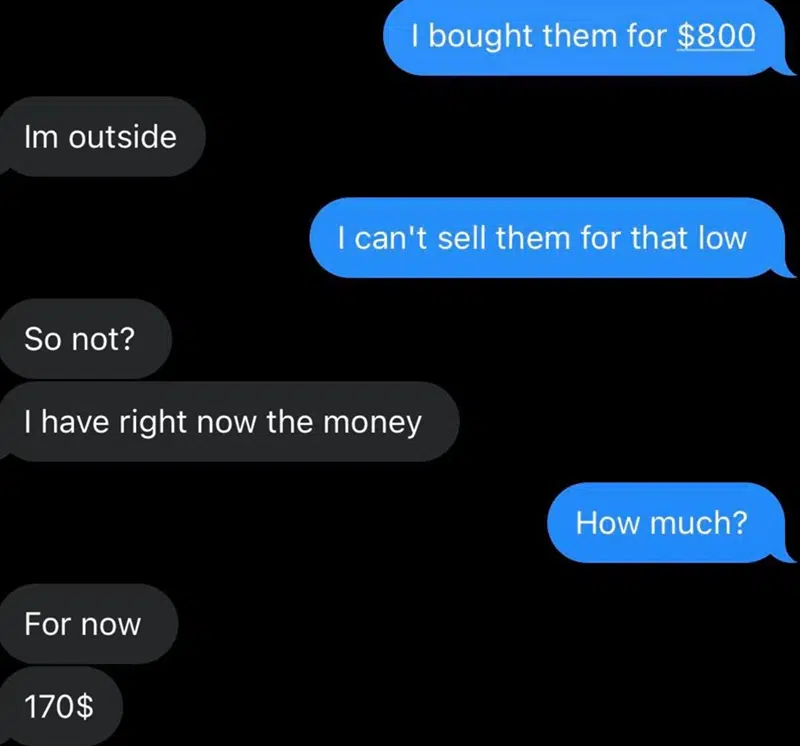 I bought them for $800
Im outside
I can't sell them for that low
So not?
I have right now the money
How much?
For now
170$